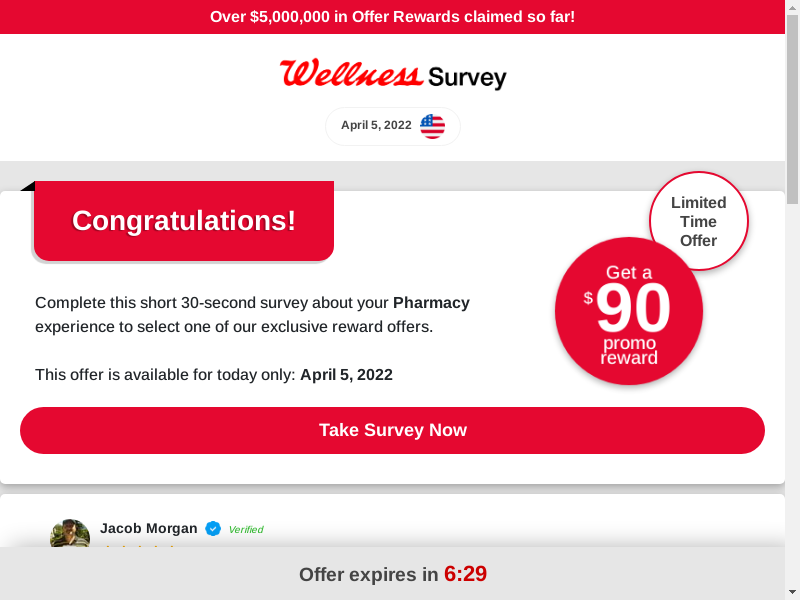 Over $5,000,000 in Offer Rewards claimed so far!
Wellness Survey
April 5, 2022
Congratulations!
Limited
Time
Offer
Get a
$90
promo
reward
Complete this short 30-second survey about your Pharmacy
experience to select one of our exclusive reward offers.
This offer is available for today only: April 5, 2022
Take Survey Now
Jacob Morgan Verified
Offer expires in 6:29